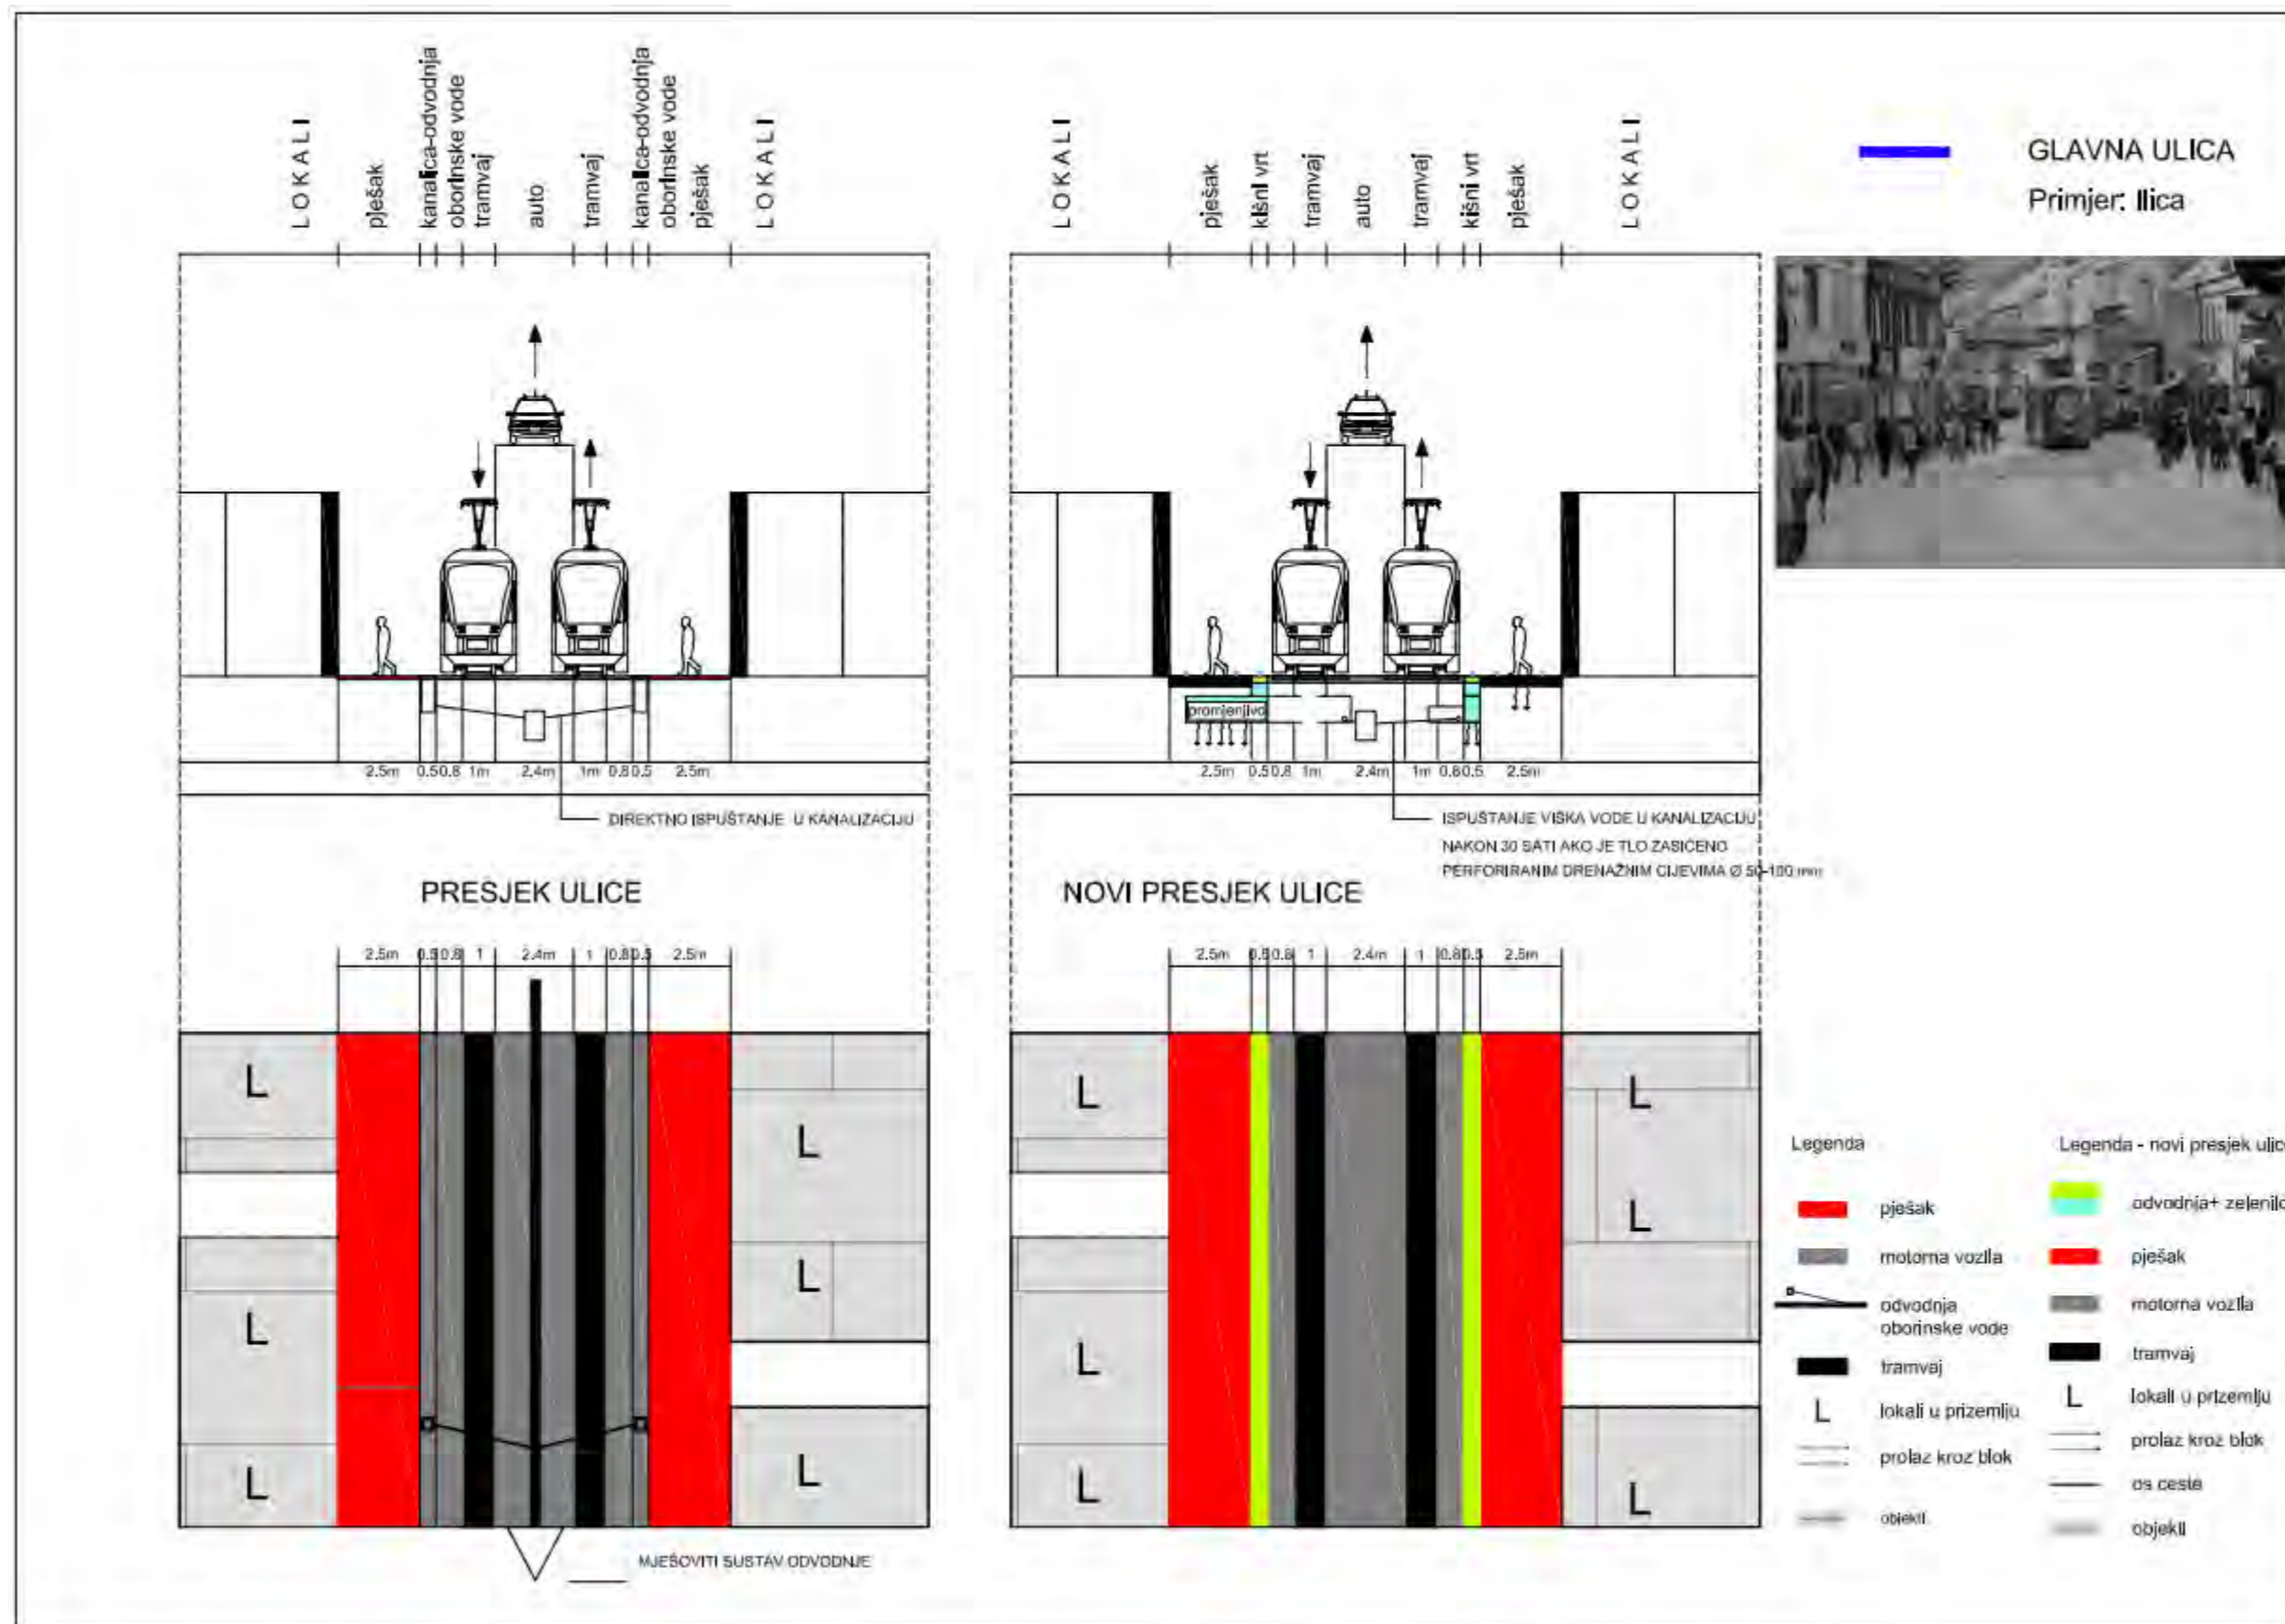 LOKALI
pješak
kanalica-odvodnja
oborinske vode
tramvaj
auto
tramvaj
kanalica-odvodnja
oborinske vode
pješak
LOKALI
LOKALI
pješak
kišni vrt
tramvaj
auto
tramvaj
kišni vrt
pješak
LOKALI
GLAVNA ULICA
Primjer: Ilica
promjenjivo
2.5m 0.5 0.8 1m 2.4m 1m 0.8 0.5 2.5m
2.5m 0.5 0.8 1m 2.4m 1m 0.8 0.5 2.5m
DIREKTNO ISPUŠTANJE U KANALIZACIJU
ISPUŠTANJE VIŠKA VODE U KANALIZACIJU
NAKON 30 SATI AKO JE TLO ZASIĆENO
PERFORIRANIM DRENAŽNIM CIJEVIMA Ø 50-100 mm
PRESJEK ULICE
NOVI PRESJEK ULICE
2.5m 0.5 0.8 1 2.4m 1 0.8 0.5 2.5m
2.5m 0.5 0.8 1 2.4m 1 0.8 0.5 2.5m
L
L
L
L
L
L
L
L
L
L
L
L
MJEŠOVITI SUSTAV ODVODNJE
Legenda
pješak
motorna vozila
odvodnja
oborinske vode
tramvaj
L lokali u prizemlju
prolaz kroz blok
objekti
Legenda - novi presjek ulice
odvodnja+ zelenilo
pješak
motorna vozila
tramvaj
L lokali u prizemlju
prolaz kroz blok
os ceste
objekti